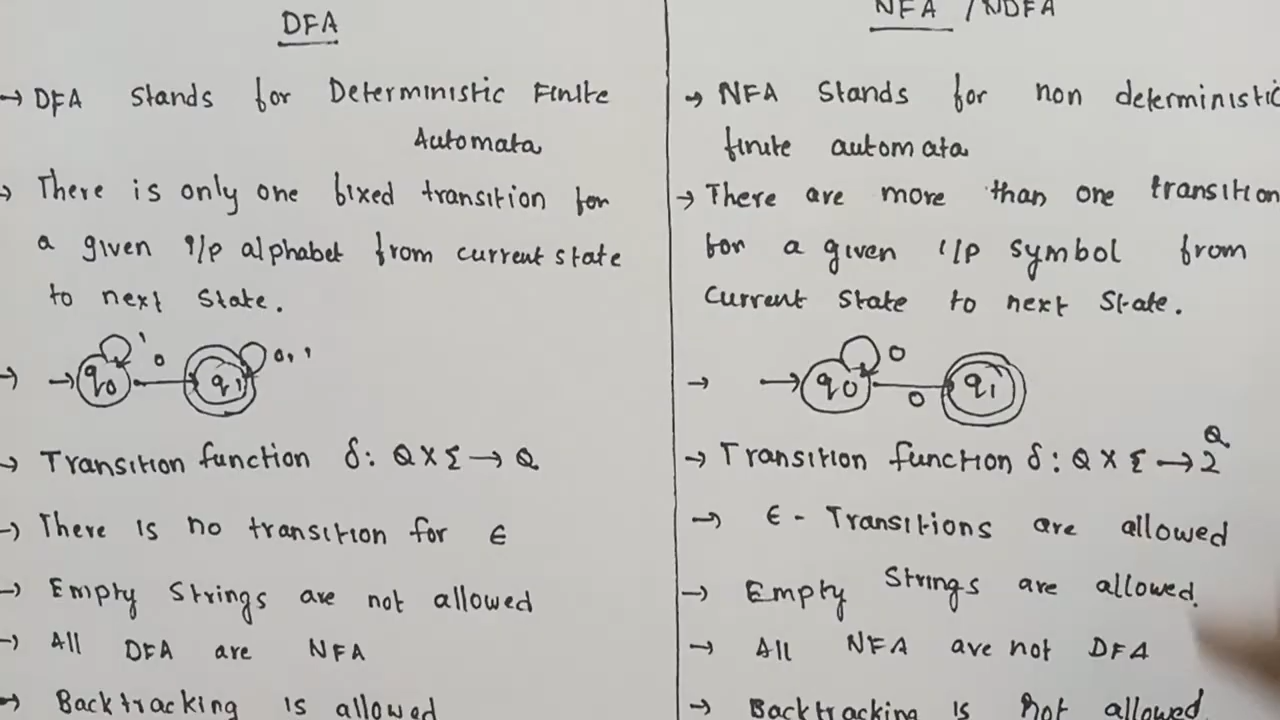 DFA
→ DFA stands for Deterministic Finite
Automata
→ There is only one fixed transition for
a given i/p alphabet from current state
to next state.
→ → q0 1 0 q1 0,1
→ Transition function δ: Q X Σ → Q
→ There is no transition for ϵ
→ Empty Strings are not allowed
→ All DFA are NFA
→ Backtracking is allowed
NFA / NDFA
→ NFA stands for non deterministic
finite automata
→ There are more than one transition
for a given i/p symbol from
current state to next state.
→ → q0 0 0 q1
→ Transition function δ: Q X Σ → 2^Q
→ ϵ - Transitions are allowed
→ Empty Strings are allowed.
→ All NFA are not DFA
→ Backtracking is Not allowed.